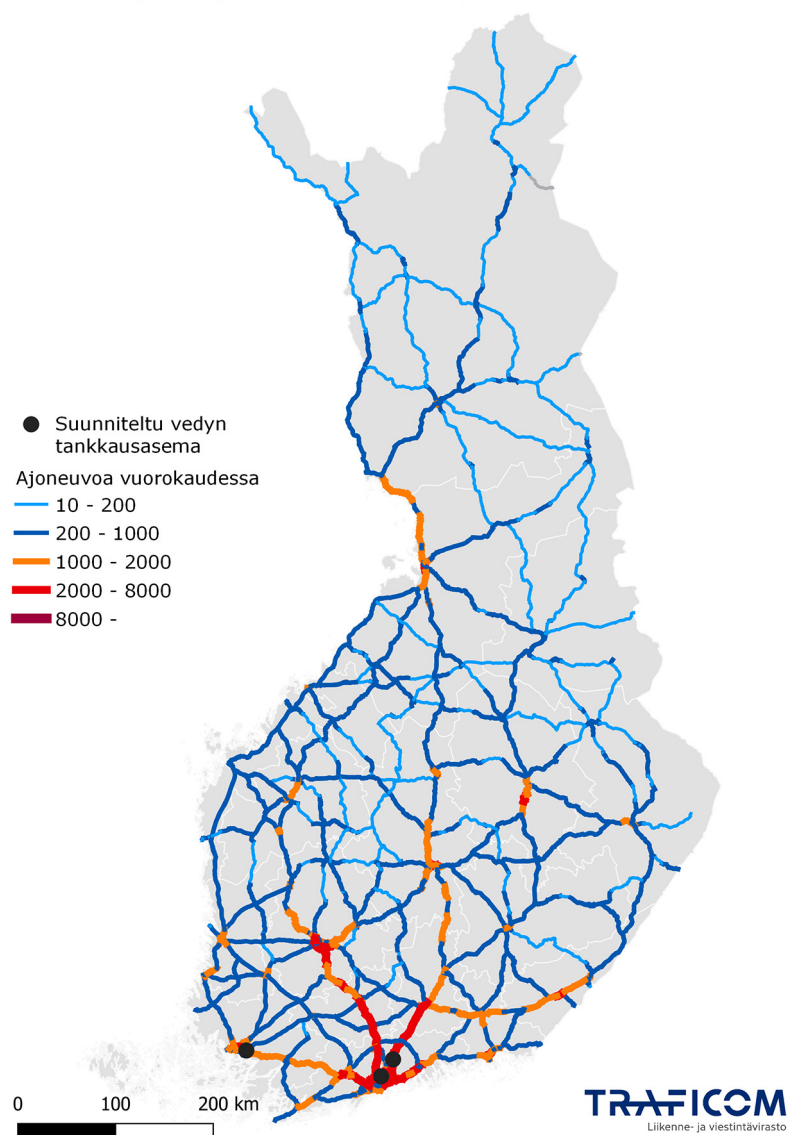 Suunniteltu vedyn
tankkausasema
Ajoneuvoa vuorokaudessa
10 - 200
200 - 1000
1000 - 2000
2000 - 8000
8000 -
0 100 200 km
TRAFICOM
Liikenne- ja viestintävirasto